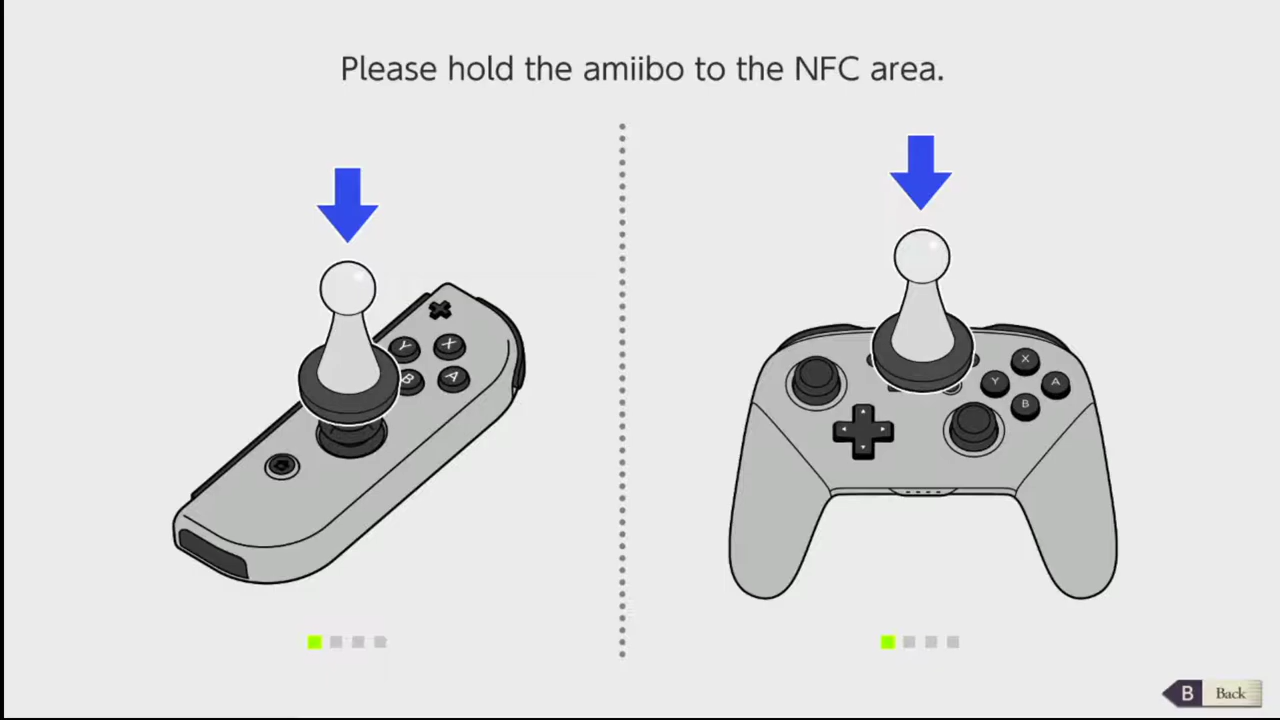 Please hold the amiibo to the NFC area.
Y X
B A
X
Y A
B
B Back